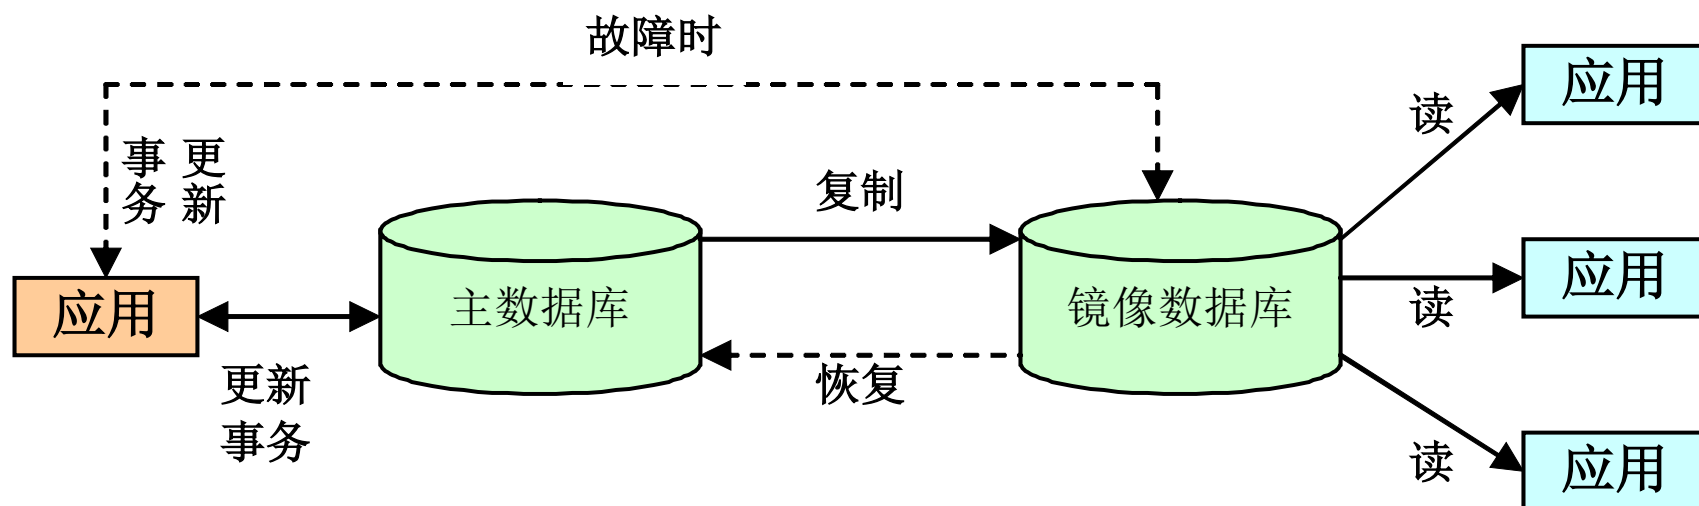 故障时
应用
读
更新
事务
复制
应用
主数据库
镜像数据库
应用
读
恢复
更新
事务
读
应用